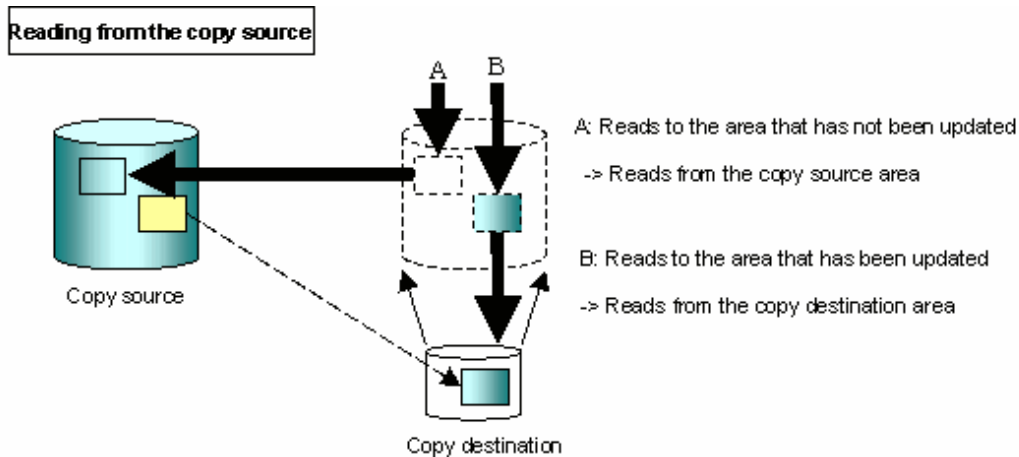 Reading from the copy source
A B
A: Reads to the area that has not been updated
-> Reads from the copy source area
B: Reads to the area that has been updated
-> Reads from the copy destination area
Copy source
Copy destination